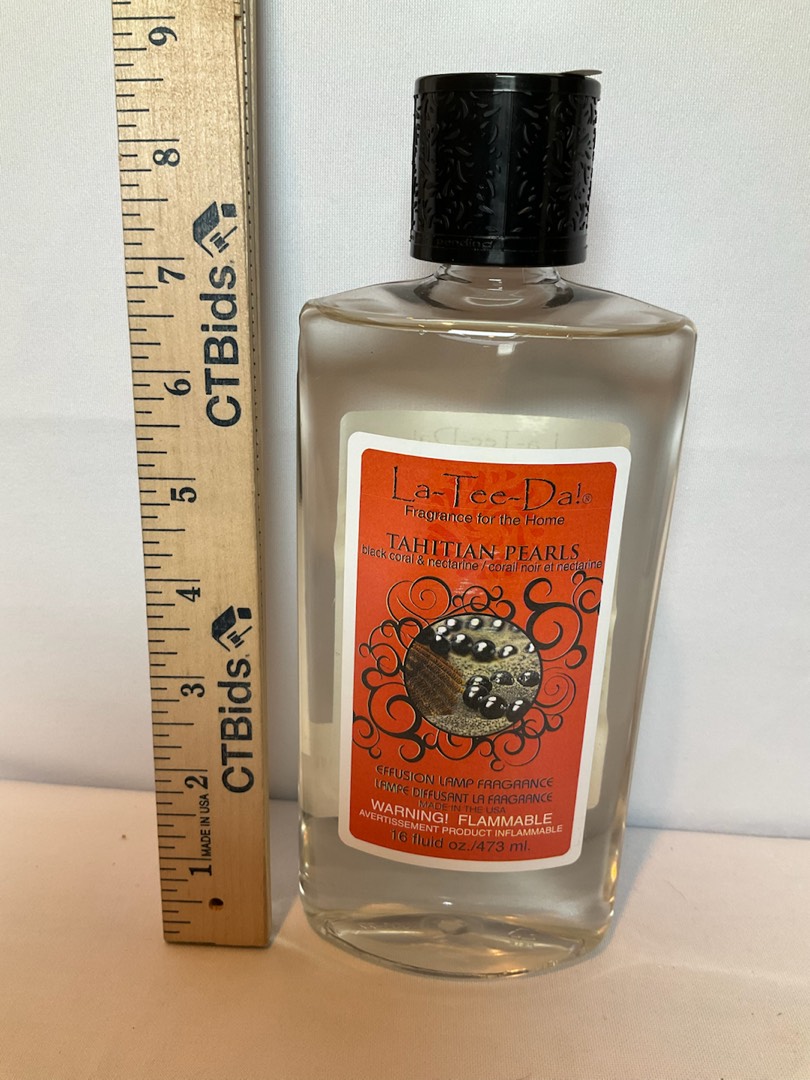 9
8
7
6
5
4
3
2
1
CTBids.
CTBids.
MADE IN USA
La-Tee-Da!®
Fragrance for the Home
TAHITIAN PEARLS
black coral & nectarine / corail noir et nectarine
EFFUSION LAMP FRAGRANCE
LAMPE DIFFUSANT LA FRAGRANCE
MADE IN THE USA
WARNING! FLAMMABLE
AVERTISSEMENT PRODUCT INFLAMMABLE
16 fluid oz./473 ml.